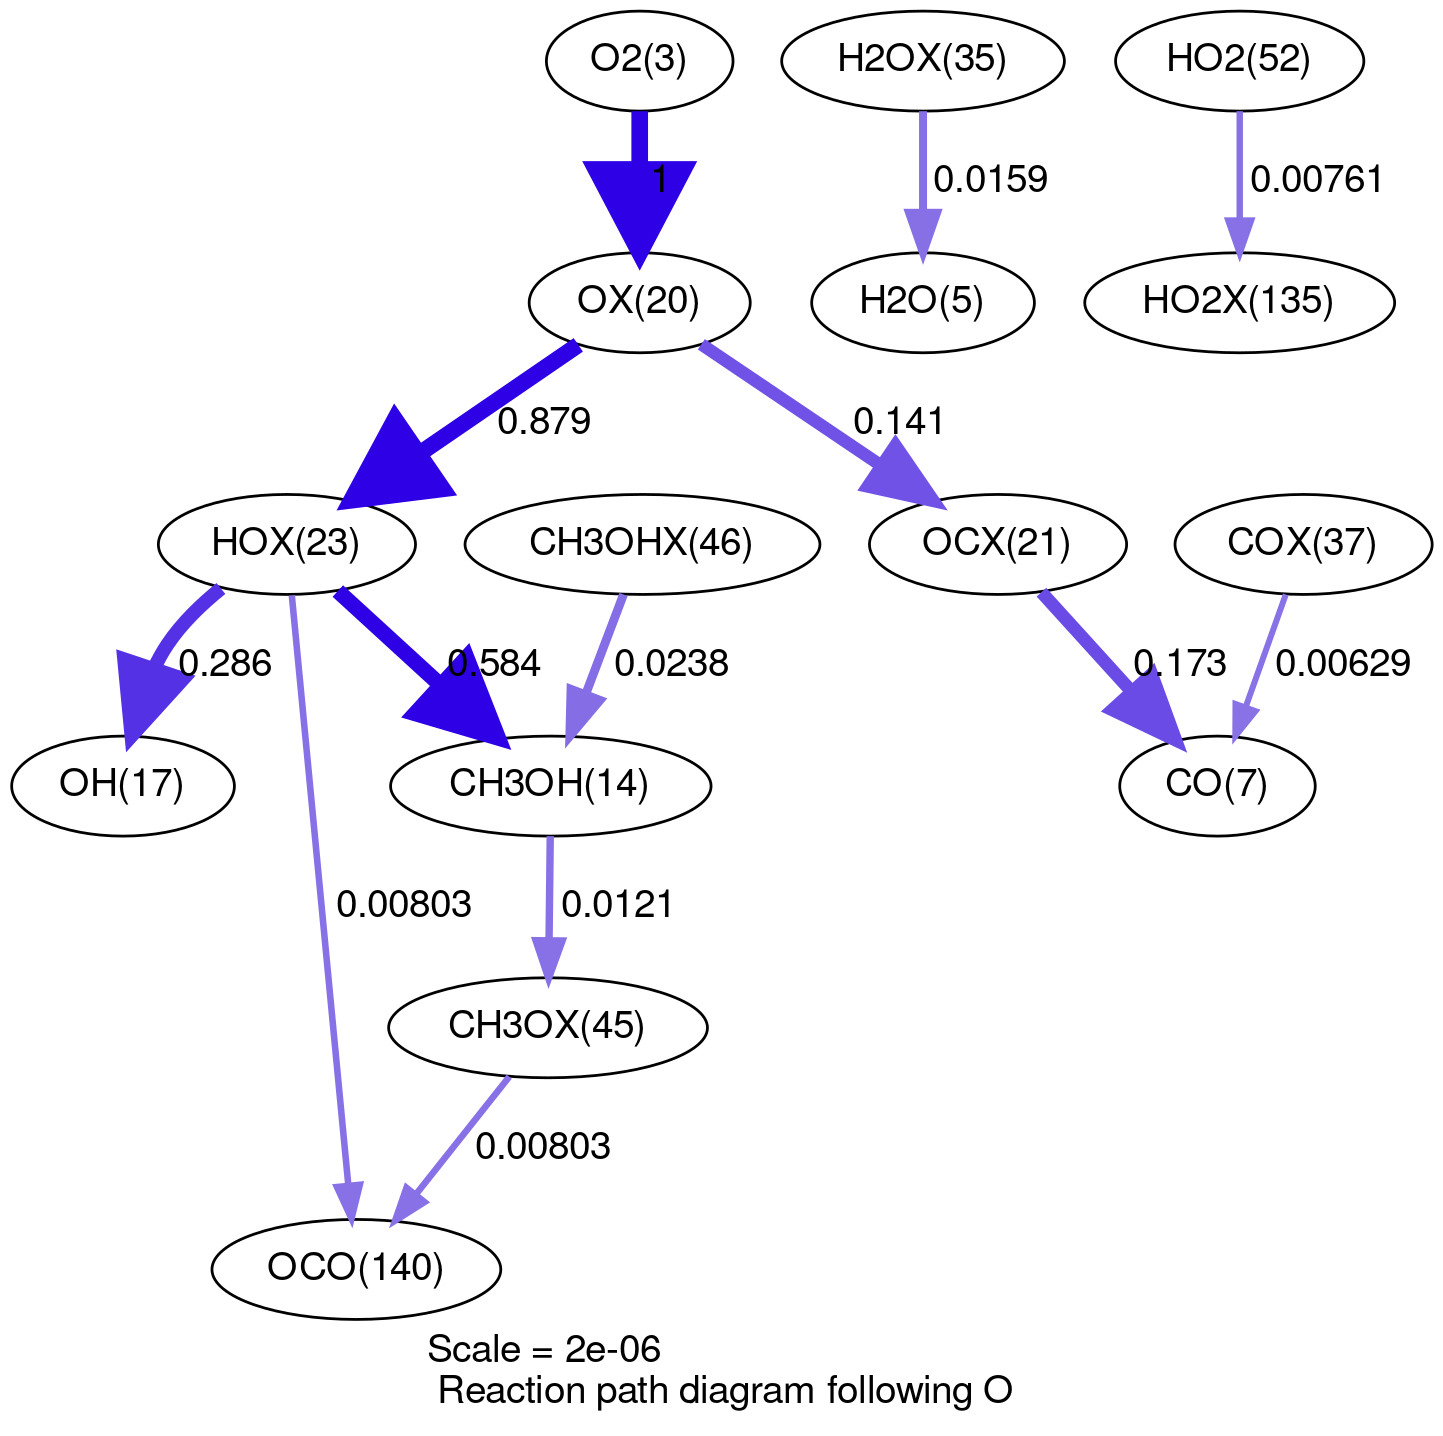 O2(3)
H2OX(35)
HO2(52)
1
0.0159
0.00761
OX(20)
H2O(5)
HO2X(135)
0.879
0.141
HOX(23)
CH3OHX(46)
OCX(21)
COX(37)
0.286
0.584
0.0238
0.173
0.00629
OH(17)
CH3OH(14)
CO(7)
0.00803
0.0121
CH3OX(45)
0.00803
OCO(140)
Scale = 2e-06
Reaction path diagram following O